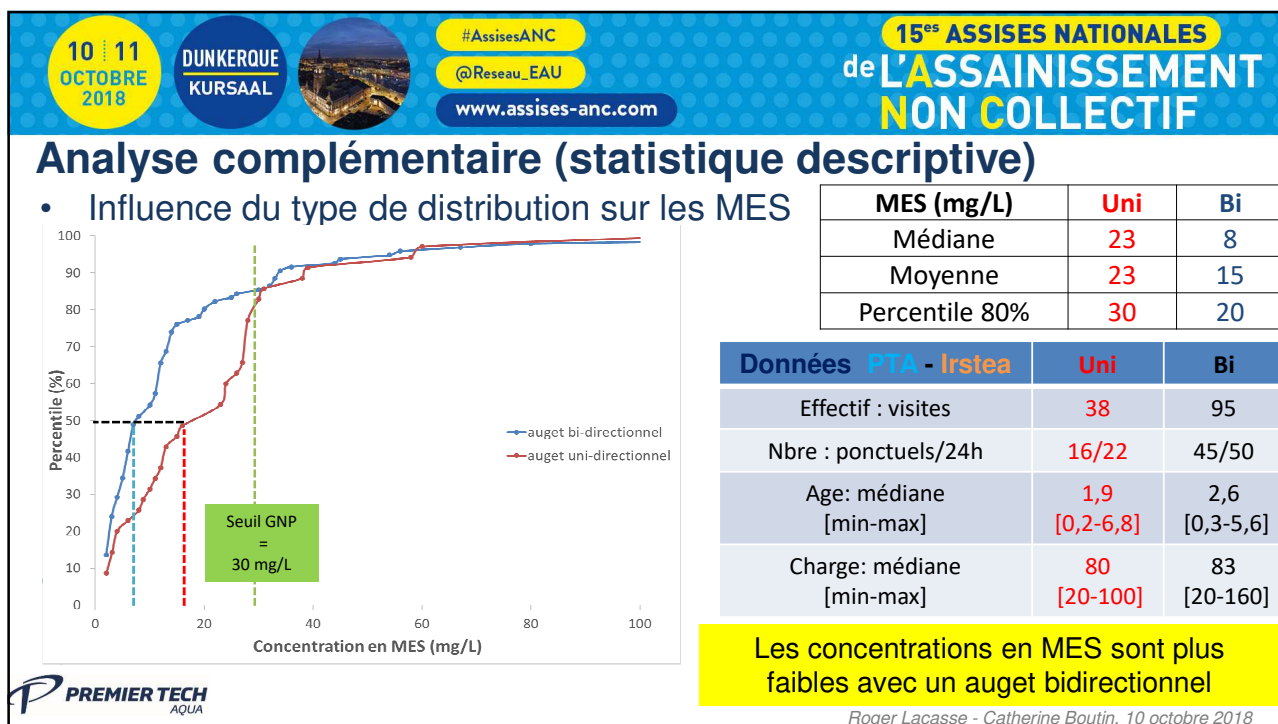 10 11
OCTOBRE
2018
DUNKERQUE
KURSAAL
#AssisesANC
@Reseau_EAU
www.assises-anc.com
15es ASSISES NATIONALES
de L'ASSAINISSEMENT
NON COLLECTIF
Analyse complémentaire (statistique descriptive)
• Influence du type de distribution sur les MES
MES (mg/L) Uni Bi
Médiane 23 8
Moyenne 23 15
Percentile 80% 30 20
Percentile (%)
100
90
80
70
60
50
40
30
20
10
0
0 20 40 60 80 100
Concentration en MES (mg/L)
auget bi-directionnel
auget uni-directionnel
Seuil GNP
=
30 mg/L
Données PTA - Irstea Uni Bi
Effectif : visites 38 95
Nbre : ponctuels/24h 16/22 45/50
Age: médiane 1,9 2,6
[min-max] [0,2-6,8] [0,3-5,6]
Charge: médiane 80 83
[min-max] [20-100] [20-160]
Les concentrations en MES sont plus
faibles avec un auget bidirectionnel
PREMIER TECH
AQUA
Roger Lacasse - Catherine Boutin, 10 octobre 2018